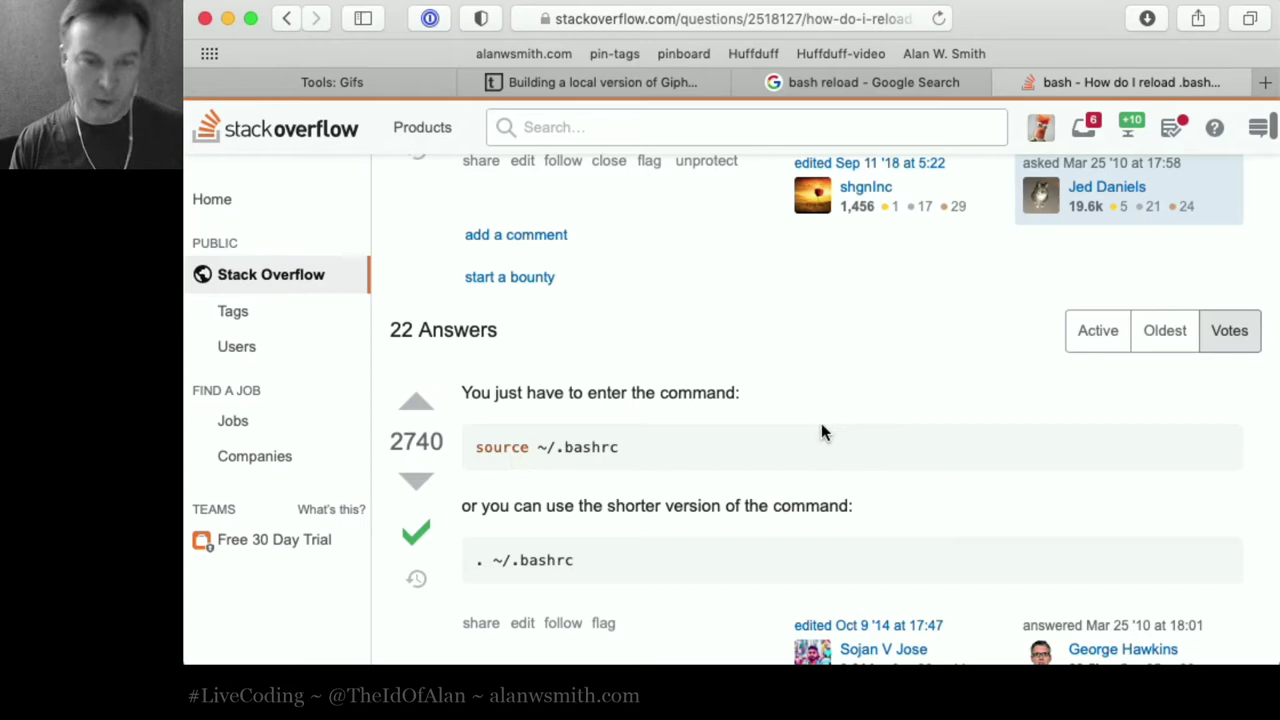 stackoverflow.com/questions/2518127/how-do-i-reload
alanwsmith.com pin-tags pinboard Huffduff Huffduff-video Alan W. Smith
Tools: Gifs Building a local version of Giph... bash reload - Google Search bash - How do I reload .bash...
stackoverflow Products Search... 6 +10
share edit follow close flag unprotect
edited Sep 11 '18 at 5:22
shgnInc
1,456 1 17 29
asked Mar 25 '10 at 17:58
Jed Daniels
19.6k 5 21 24
Home
PUBLIC
Stack Overflow
Tags
Users
FIND A JOB
Jobs
Companies
TEAMS What's this?
Free 30 Day Trial
add a comment
start a bounty
22 Answers
Active Oldest Votes
2740
You just have to enter the command:
source ~/.bashrc
or you can use the shorter version of the command:
. ~/.bashrc
share edit follow flag
edited Oct 9 '14 at 17:47
Sojan V Jose
answered Mar 25 '10 at 18:01
George Hawkins
#LiveCoding ~ @TheIdOfAlan ~ alanwsmith.com